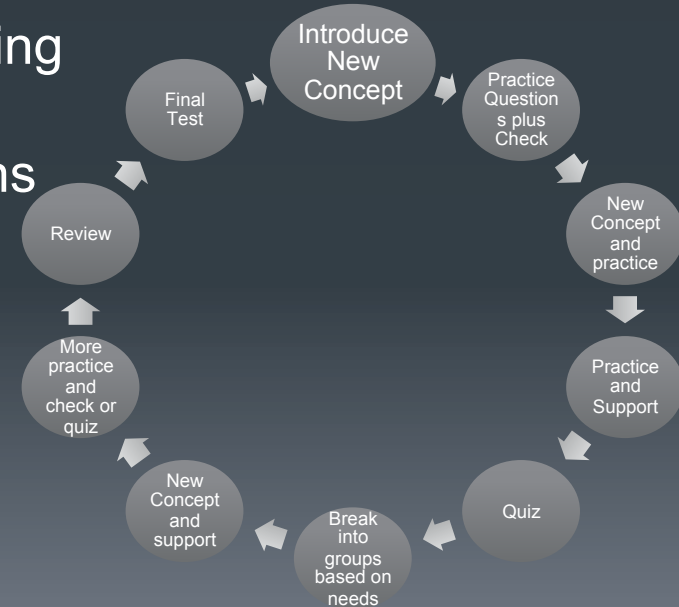 ing
ns
Introduce
New
Concept
Practice
Question
s plus
Check
New
Concept
and
practice
Practice
and
Support
Quiz
Break
into
groups
based on
needs
New
Concept
and
support
More
practice
and
check or
quiz
Review
Final
Test